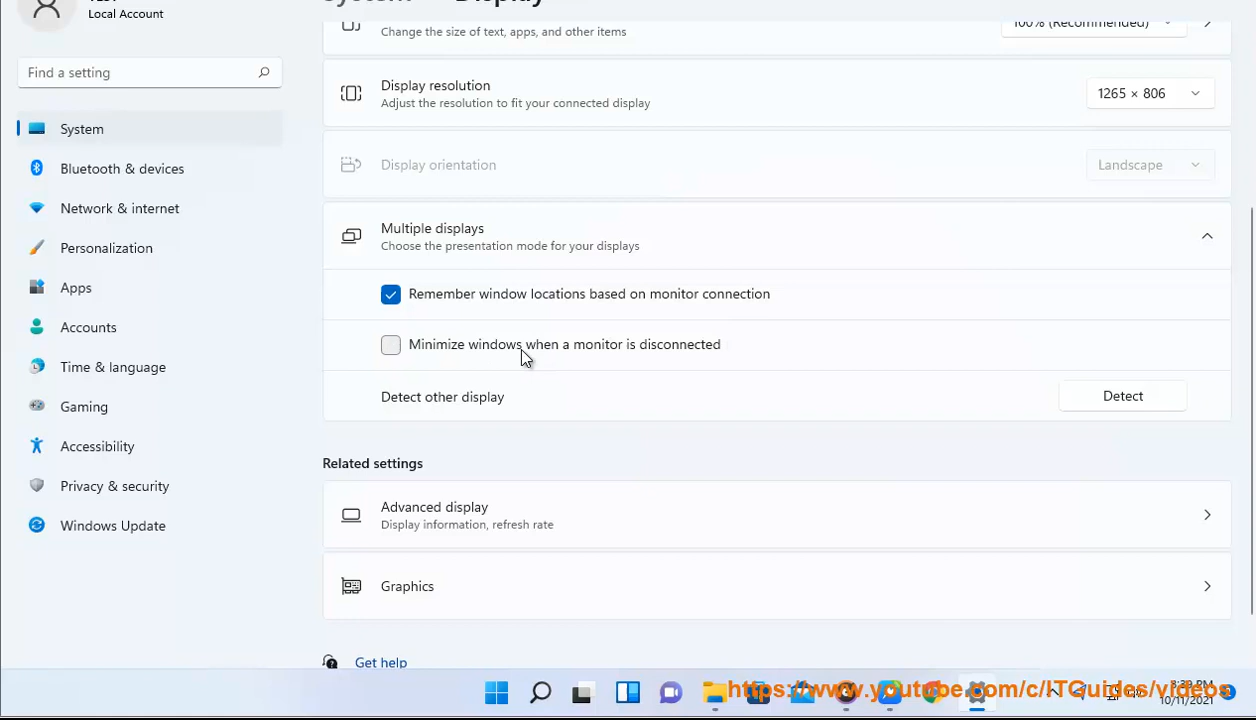 System
Display
Local Account
Change the size of text, apps, and other items
100% (Recommended)
Find a setting
Display resolution
Adjust the resolution to fit your connected display
1265 × 806
System
Display orientation
Landscape
Bluetooth & devices
Network & internet
Multiple displays
Choose the presentation mode for your displays
Personalization
Apps
Remember window locations based on monitor connection
Accounts
Minimize windows when a monitor is disconnected
Time & language
Detect other display
Detect
Gaming
Accessibility
Related settings
Privacy & security
Advanced display
Display information, refresh rate
Windows Update
Graphics
Get help
https://www.youtube.com/c/ITGuides/videos
10/11/2021